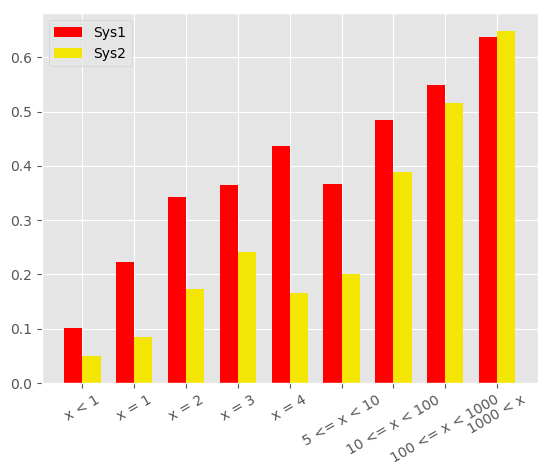 Sys1
Sys2
0.6
0.5
0.4
0.3
0.2
0.1
0.0
x < 1
x = 1
x = 2
x = 3
x = 4
5 <= x < 10
10 <= x < 100
100 <= x < 1000
1000 < x